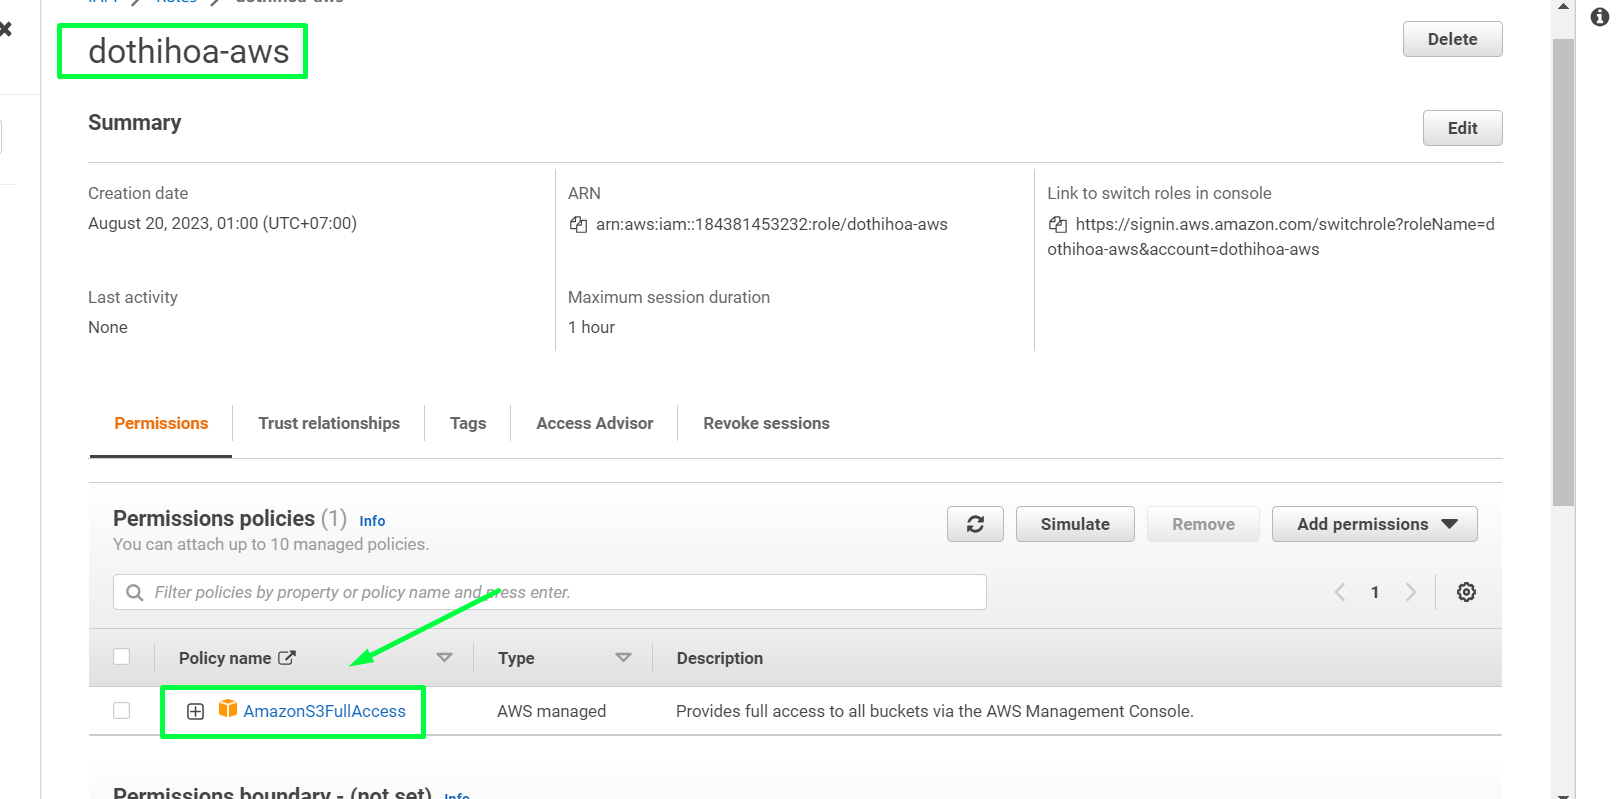 IAM > Roles > dothihoa-aws
dothihoa-aws
Delete
Summary
Edit
Creation date
August 20, 2023, 01:00 (UTC+07:00)
ARN
arn:aws:iam::184381453232:role/dothihoa-aws
Link to switch roles in console
https://signin.aws.amazon.com/switchrole?roleName=d
othihoa-aws&account=dothihoa-aws
Last activity
None
Maximum session duration
1 hour
Permissions
Trust relationships
Tags
Access Advisor
Revoke sessions
Permissions policies (1) Info
You can attach up to 10 managed policies.
Simulate
Remove
Add permissions
Filter policies by property or policy name and press enter.
1
Policy name
Type
Description
AmazonS3FullAccess
AWS managed
Provides full access to all buckets via the AWS Management Console.
Permissions boundary - (not set) Info